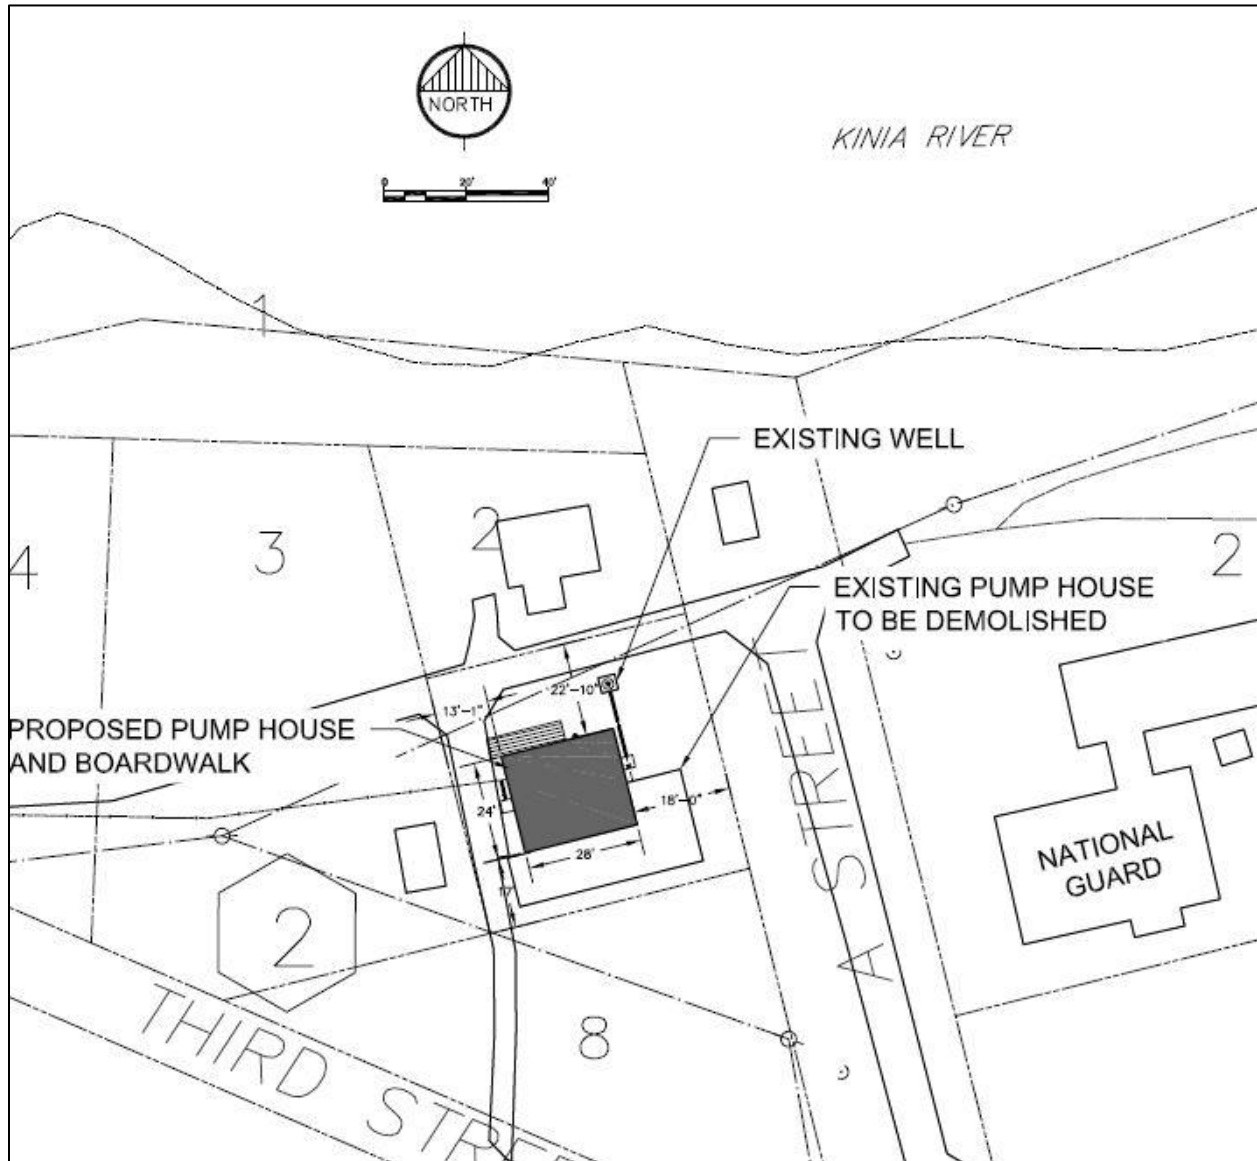 NORTH
KINIA RIVER
0 20' 40'
1
EXISTING WELL
2
3
4
2
EXISTING PUMP HOUSE
TO BE DEMOLISHED
22'-10"
13'-1"
PROPOSED PUMP HOUSE
AND BOARDWALK
18'-0"
24'
28'
17'
A STREET
NATIONAL
GUARD
2
8
THIRD STRE